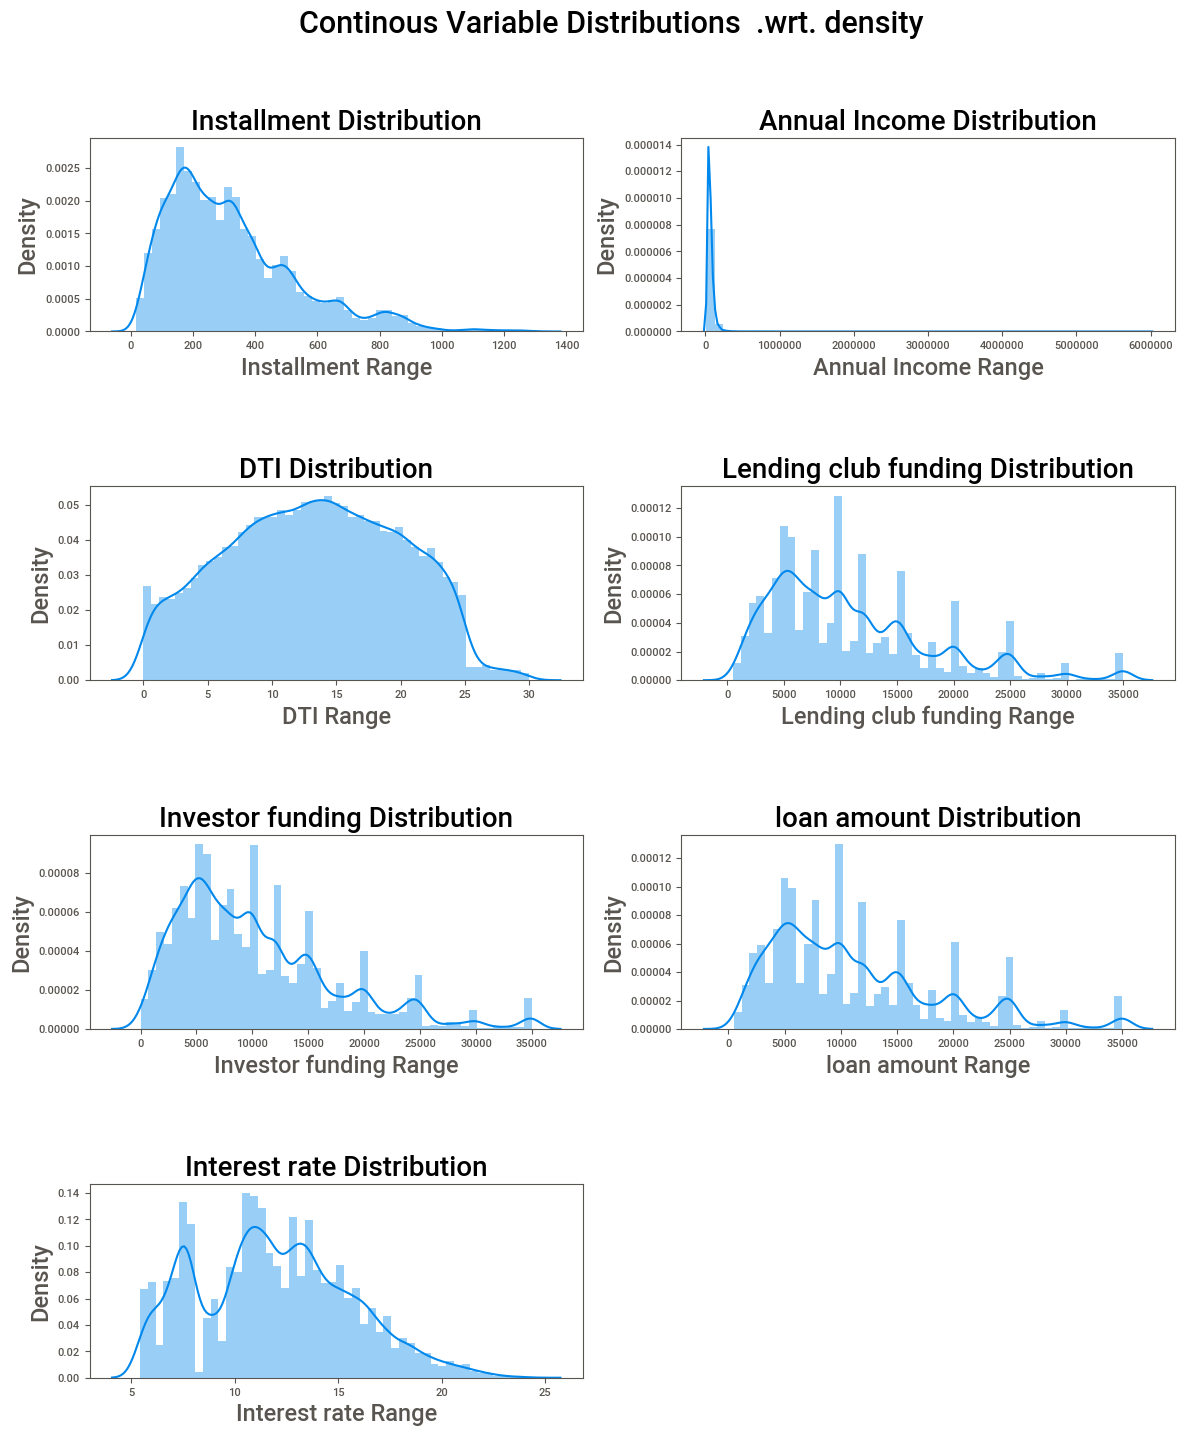 Continous Variable Distributions  .wrt. density
Installment Distribution
Density
0.0025
0.0020
0.0015
0.0010
0.0005
0.0000
0 200 400 600 800 1000 1200 1400
Installment Range
Annual Income Distribution
Density
0.000014
0.000012
0.000010
0.000008
0.000006
0.000004
0.000002
0.000000
0 1000000 2000000 3000000 4000000 5000000 6000000
Annual Income Range
DTI Distribution
Density
0.05
0.04
0.03
0.02
0.01
0.00
0 5 10 15 20 25 30
DTI Range
Lending club funding Distribution
Density
0.00012
0.00010
0.00008
0.00006
0.00004
0.00002
0.00000
0 5000 10000 15000 20000 25000 30000 35000
Lending club funding Range
Investor funding Distribution
Density
0.00008
0.00006
0.00004
0.00002
0.00000
0 5000 10000 15000 20000 25000 30000 35000
Investor funding Range
loan amount Distribution
Density
0.00012
0.00010
0.00008
0.00006
0.00004
0.00002
0.00000
0 5000 10000 15000 20000 25000 30000 35000
loan amount Range
Interest rate Distribution
Density
0.14
0.12
0.10
0.08
0.06
0.04
0.02
0.00
5 10 15 20 25
Interest rate Range